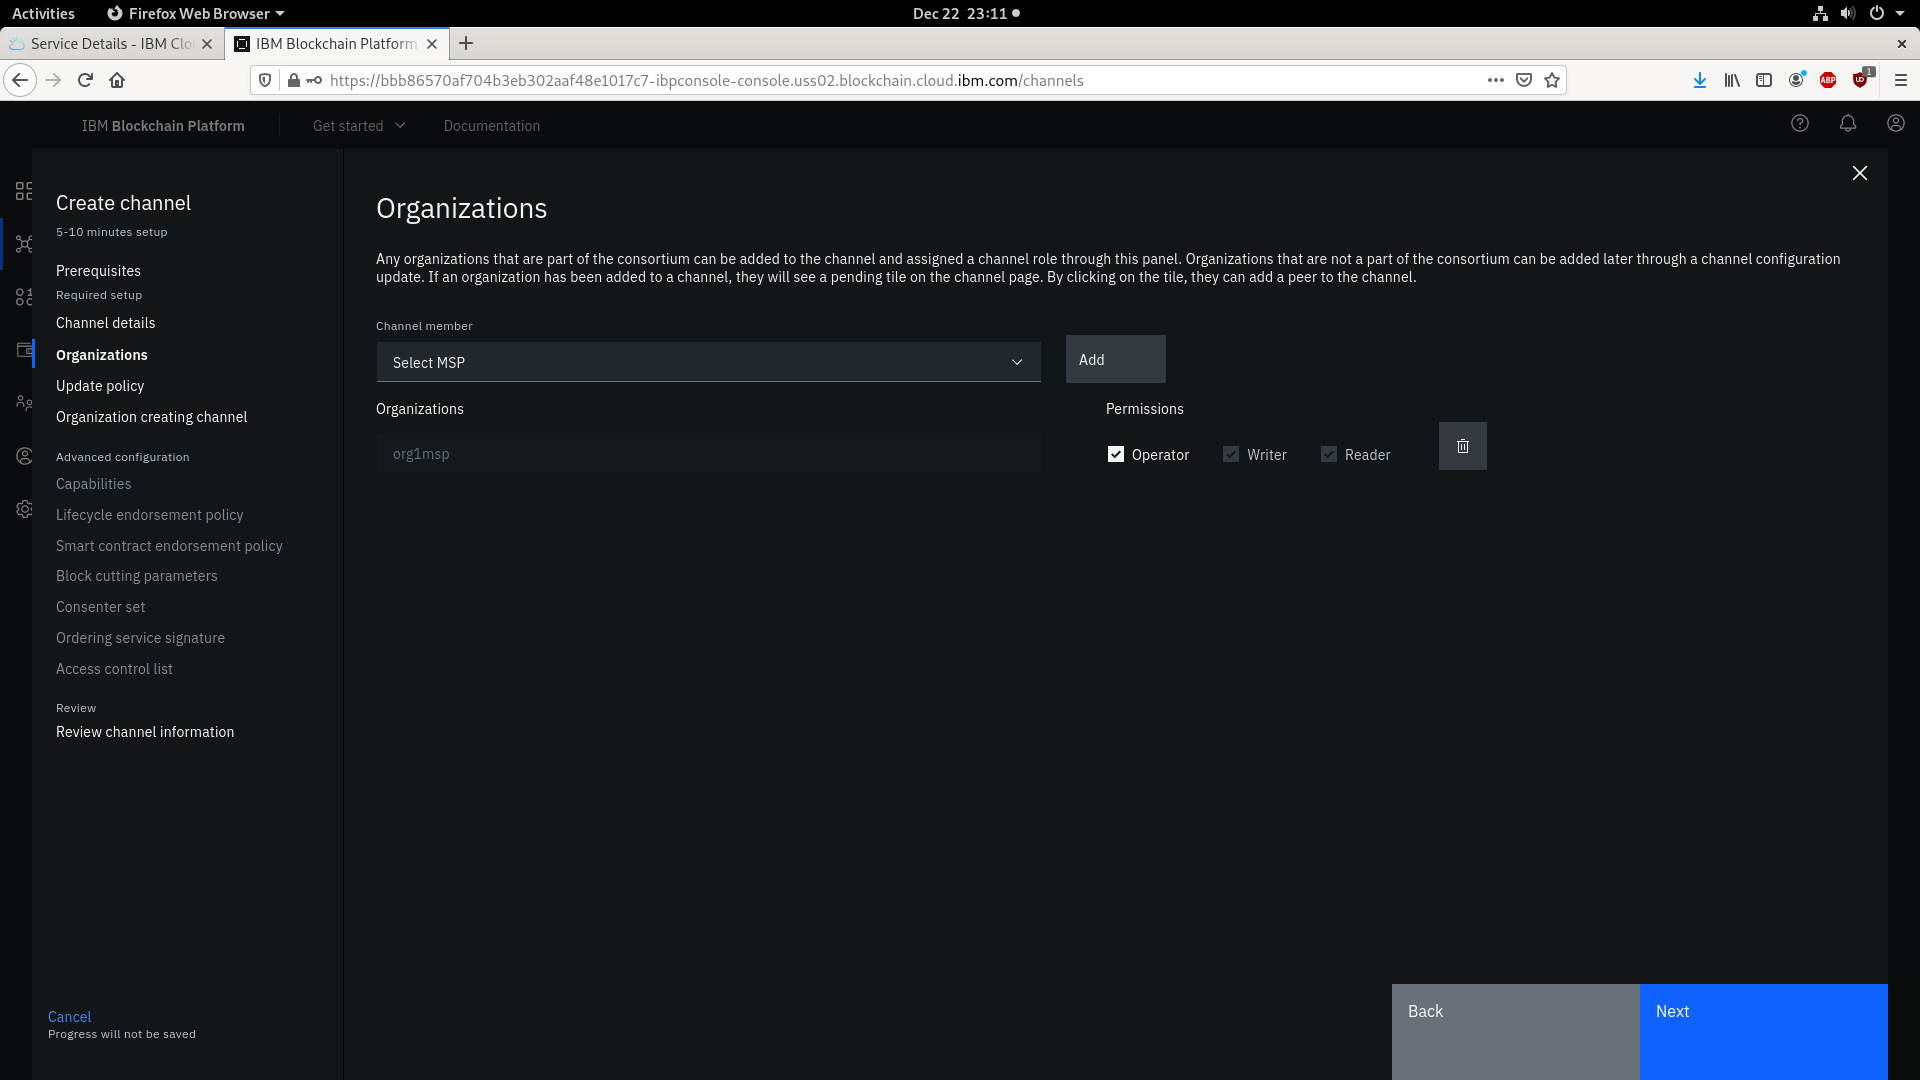 Activities
Firefox Web Browser
Dec 22 23:11
Service Details - IBM Clo
IBM Blockchain Platform
https://bbb86570af704b3eb302aaf48e1017c7-ibpconsole-console.uss02.blockchain.cloud.ibm.com/channels
ABP
1
IBM Blockchain Platform
Get started
Documentation
Create channel
5-10 minutes setup
Prerequisites
Required setup
Channel details
Organizations
Update policy
Organization creating channel
Advanced configuration
Capabilities
Lifecycle endorsement policy
Smart contract endorsement policy
Block cutting parameters
Consenter set
Ordering service signature
Access control list
Review
Review channel information
Cancel
Progress will not be saved
Organizations
Any organizations that are part of the consortium can be added to the channel and assigned a channel role through this panel. Organizations that are not a part of the consortium can be added later through a channel configuration
update. If an organization has been added to a channel, they will see a pending tile on the channel page. By clicking on the tile, they can add a peer to the channel.
Channel member
Select MSP
Add
Organizations
Permissions
org1msp
Operator
Writer
Reader
Back
Next